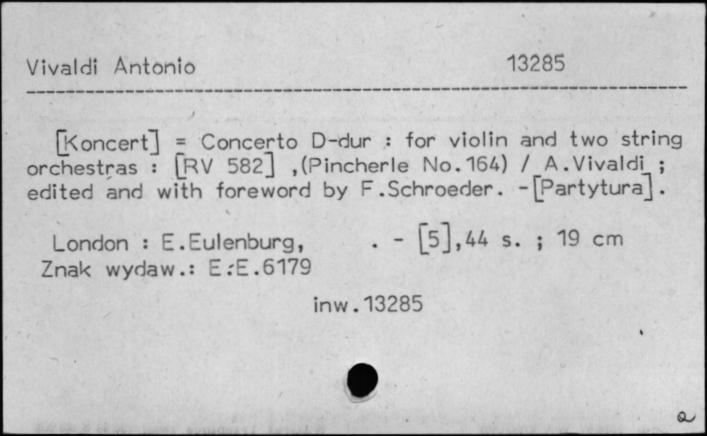 Vivaldi Antonio 13285
[Koncert] = Concerto D-dur : for violin and two string
orchestras : [RV 582] ,(Pincherle No.164) / A.Vivaldi ;
edited and with foreword by F.Schroeder. -[Partytura].
London : E.Eulenburg, . - [5],44 s. ; 19 cm
Znak wydaw.: E.E.6179
inw.13285
a